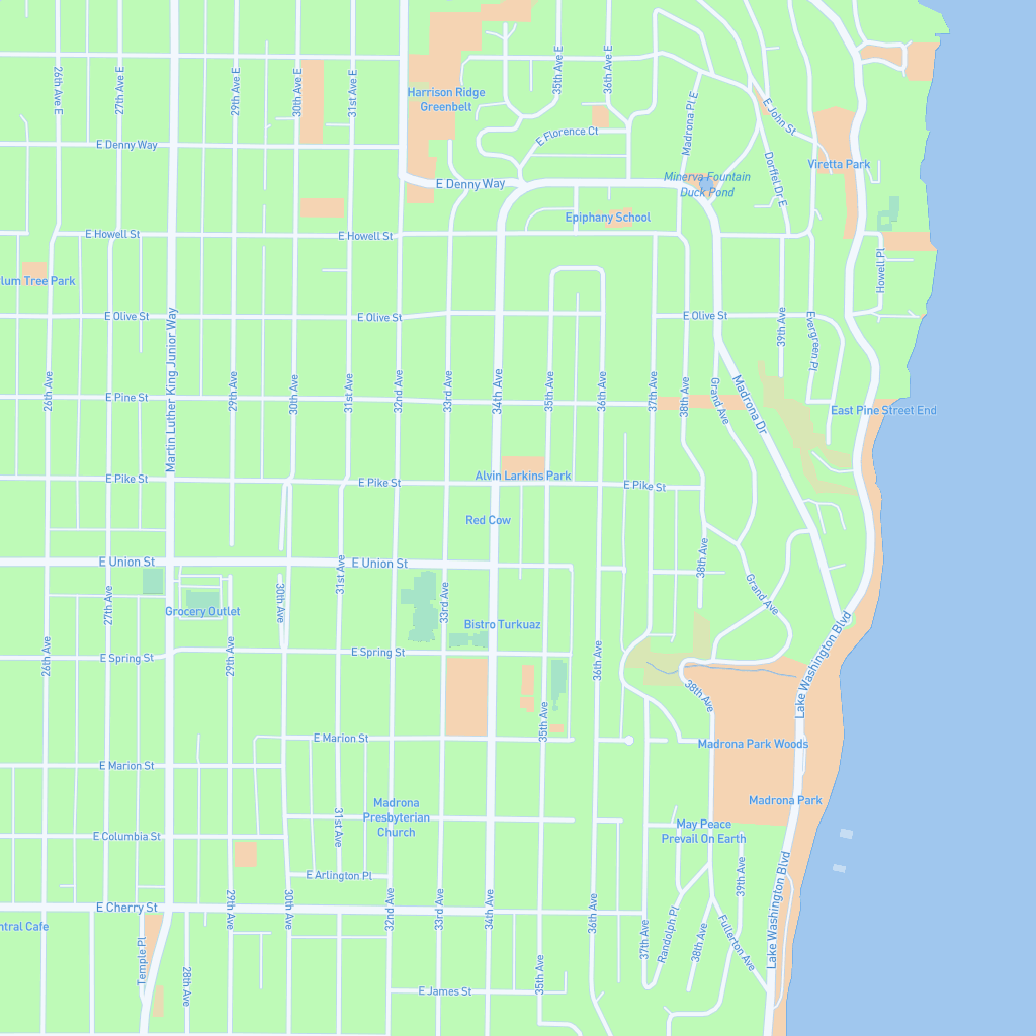 26th Ave E
27th Ave E
29th Ave E
30th Ave E
31st Ave E
35th Ave E
36th Ave E
Harrison Ridge
Greenbelt
Madrona Pl E
E John St
E Florence Ct
E Denny Way
Dorffel Dr E
Viretta Park
E Denny Way
Minerva Fountain
Duck Pond
Epiphany School
E Howell St
E Howell St
Howell Pl
lum Tree Park
E Olive St
E Olive St
E Olive St
39th Ave
Evergreen Pl
Martin Luther King Junior Way
26th Ave
29th Ave
30th Ave
31st Ave
32nd Ave
33rd Ave
34th Ave
35th Ave
36th Ave
37th Ave
38th Ave
Grand Ave
Madrona Dr
E Pine St
East Pine Street End
E Pike St
E Pike St
Alvin Larkins Park
E Pike St
Red Cow
E Union St
E Union St
38th Ave
Grand Ave
27th Ave
30th Ave
31st Ave
33rd Ave
Grocery Outlet
Bistro Turkuaz
26th Ave
29th Ave
36th Ave
Lake Washington Blvd
E Spring St
E Spring St
38th Ave
35th Ave
E Marion St
Madrona Park Woods
E Marion St
Madrona Park
Madrona
Presbyterian
Church
31st Ave
May Peace
Prevail On Earth
E Columbia St
E Arlington Pl
39th Ave
Lake Washington Blvd
E Cherry St
29th Ave
30th Ave
32nd Ave
33rd Ave
34th Ave
36th Ave
37th Ave
Randolph Pl
38th Ave
Fullerton Ave
ntral Cafe
Temple Pl
28th Ave
35th Ave
E James St